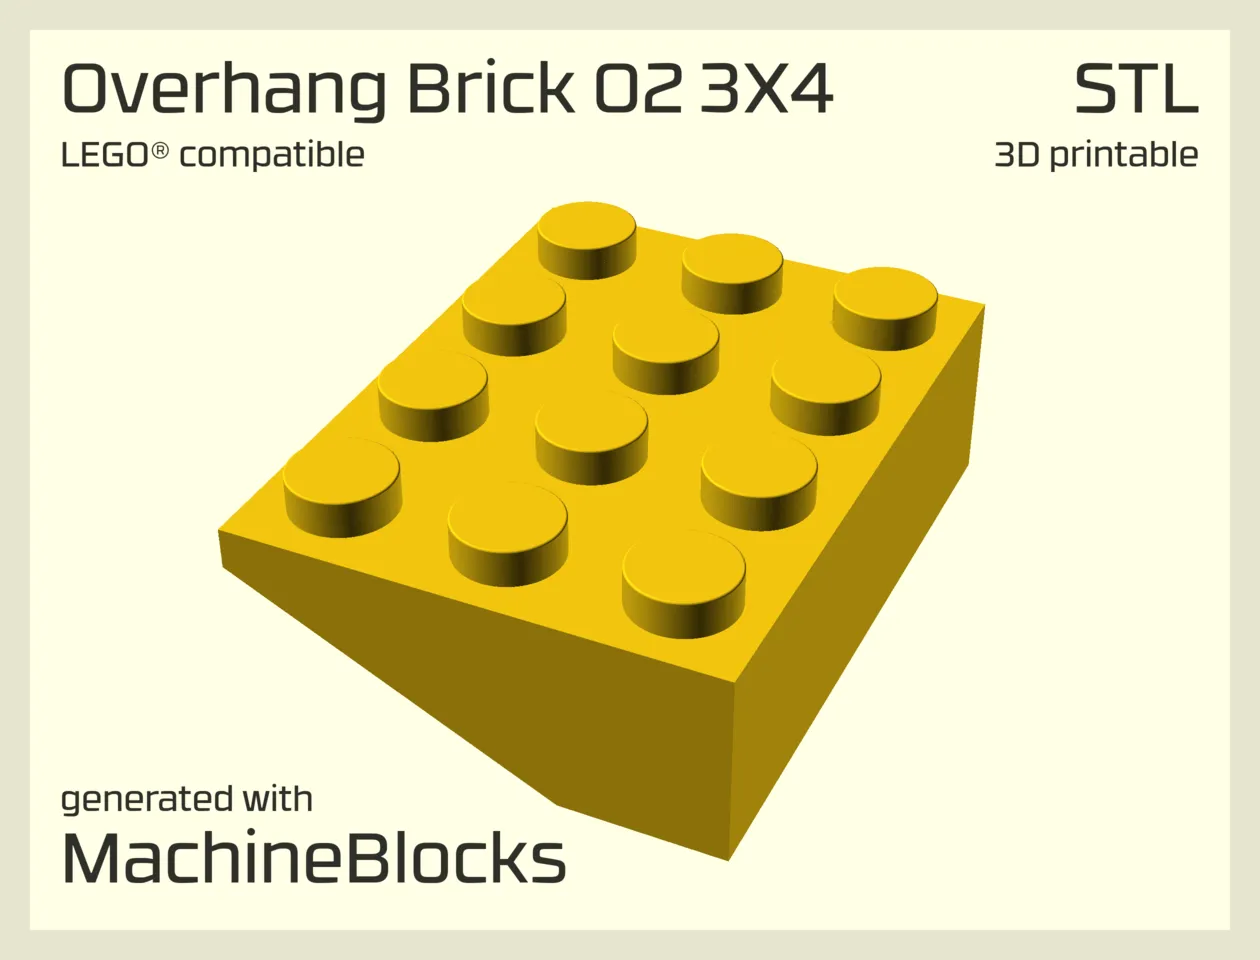 Overhang Brick 02 3X4
STL
LEGO® compatible
3D printable
generated with
MachineBlocks